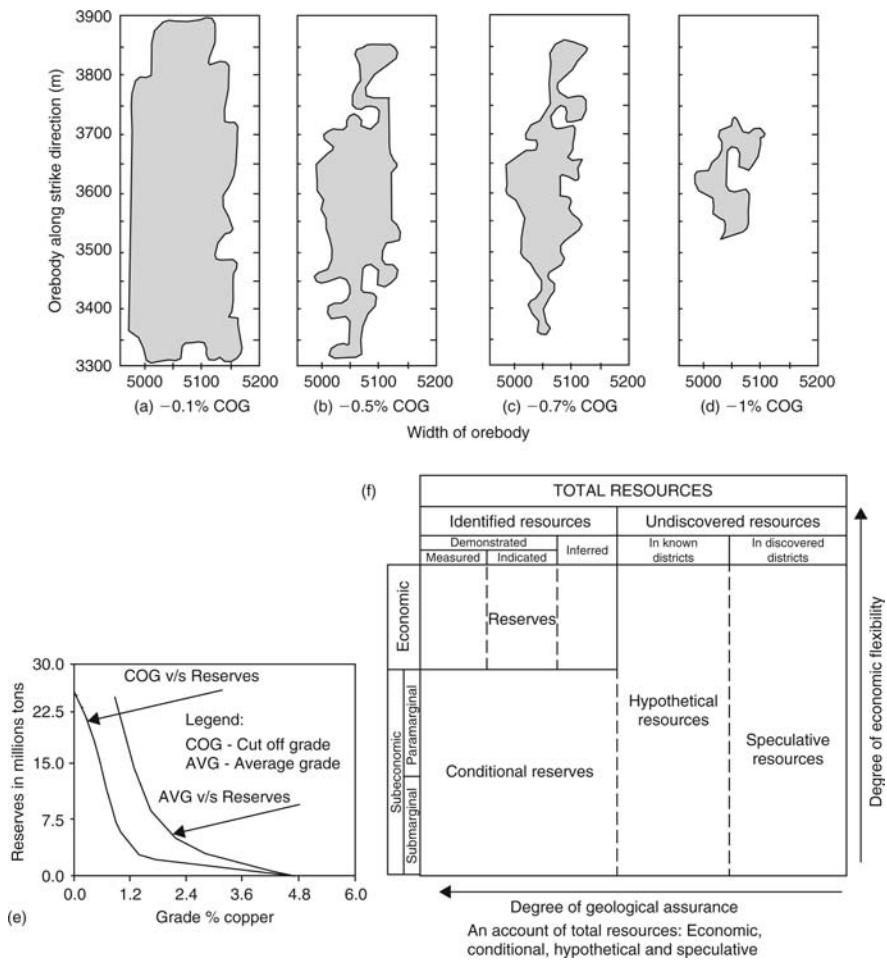 3900
3800
3700
3600
3500
3400
3300
Orebody along strike direction (m)
5000 5100 5200
5000 5100 5200
5000 5100 5200
5000 5100 5200
(a) −0.1% COG
(b) −0.5% COG
(c) −0.7% COG
(d) −1% COG
Width of orebody
(e)
30.0
22.5
15.0
7.5
0.0
Reserves in millions tons
COG v/s Reserves
Legend:
COG - Cut off grade
AVG - Average grade
AVG v/s Reserves
0.0 1.2 2.4 3.6 4.8 6.0
Grade % copper
(f)
TOTAL RESOURCES
Identified resources
Undiscovered resources
Demonstrated
Measured
Indicated
Inferred
In known
districts
In discovered
districts
Economic
Reserves
Subeconomic
Paramarginal
Submarginal
Conditional reserves
Hypothetical
resources
Speculative
resources
Degree of economic flexibility
Degree of geological assurance
An account of total resources: Economic,
conditional, hypothetical and speculative